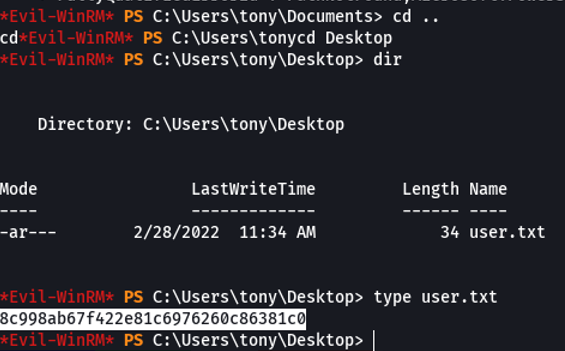 *Evil-WinRM* PS C:\Users\tony\Documents> cd ..
cd*Evil-WinRM* PS C:\Users\tonycd Desktop
*Evil-WinRM* PS C:\Users\tony\Desktop> dir
Directory: C:\Users\tony\Desktop
Mode LastWriteTime Length Name
---- ------------- ------ ----
-ar--- 2/28/2022 11:34 AM 34 user.txt
*Evil-WinRM* PS C:\Users\tony\Desktop> type user.txt
8c998ab67f422e81c6976260c86381c0
*Evil-WinRM* PS C:\Users\tony\Desktop>